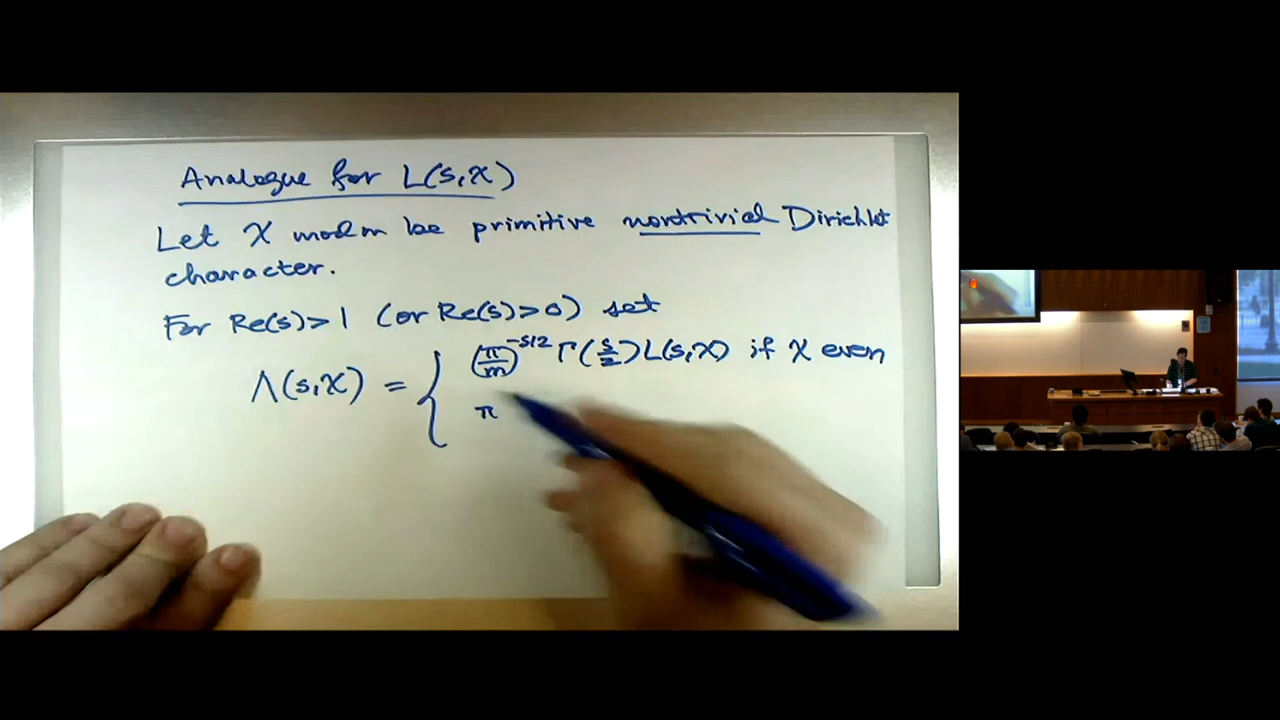 Analogue for L(s,χ)
Let χ mod m be primitive nontrivial Dirichlet
character.
For Re(s)>1 (or Re(s)>0) set
Λ(s,χ) = { (π/m)^{-s/2} Γ(s/2) L(s,χ) if χ even
π